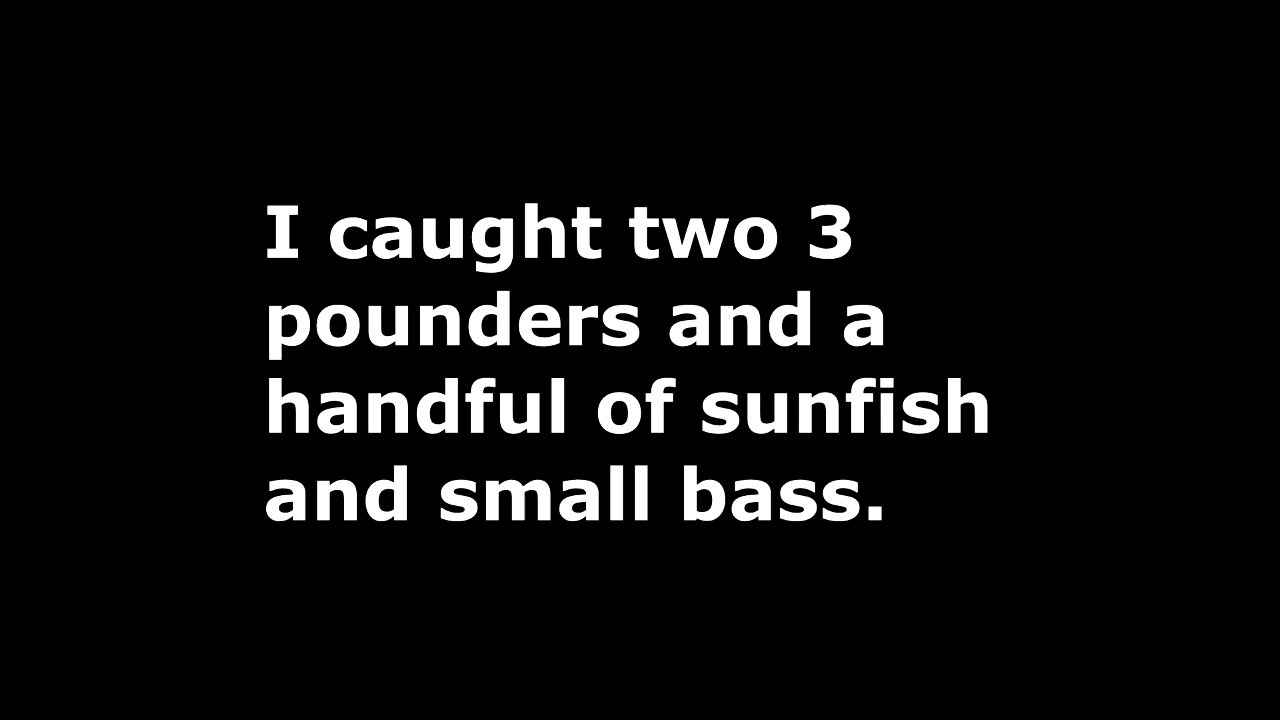 I caught two 3
pounders and a
handful of sunfish
and small bass.